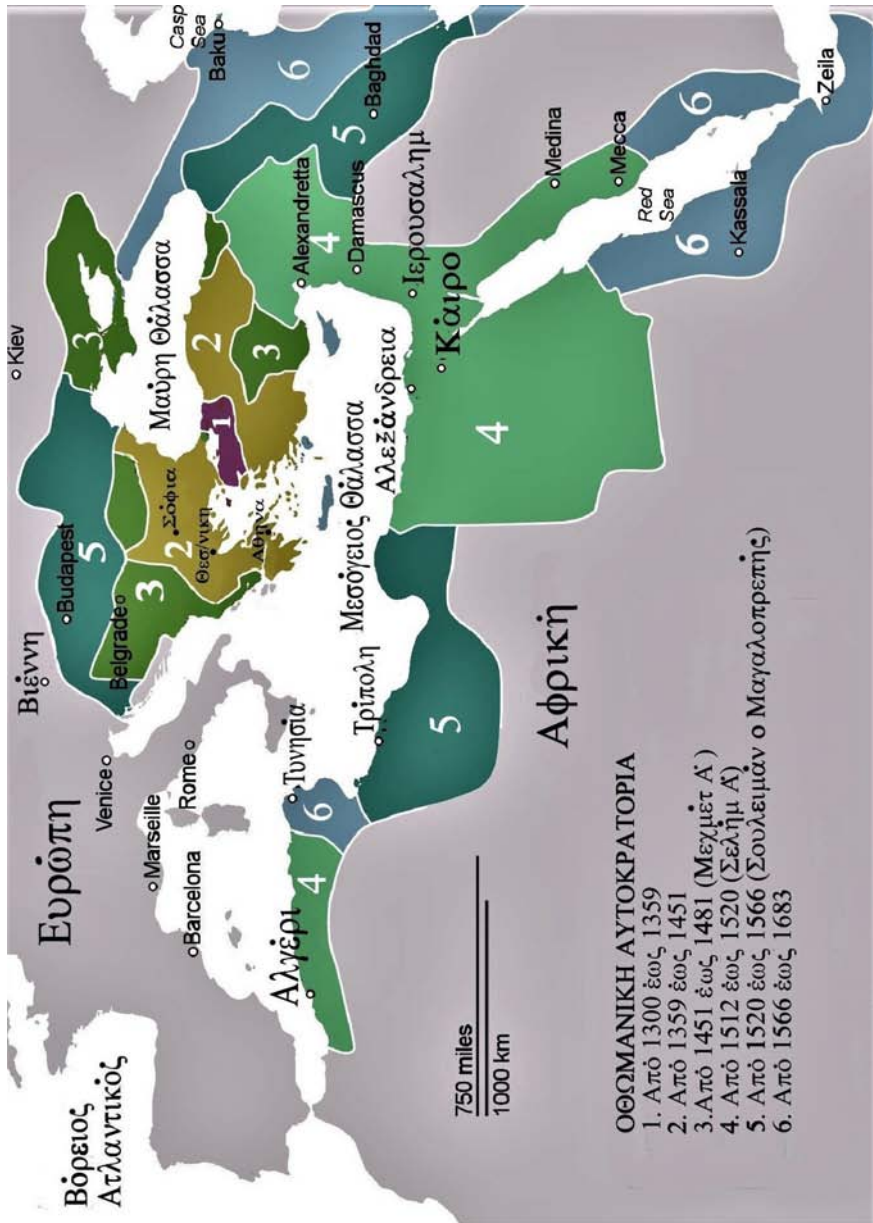 Βόρειος
Ατλαντικός
Ευρώπη
Βιέννη
Kiev
Budapest
5
3
Venice
Belgrade
3
Casp
Sea
Baku
Marseille
Rome
Barcelona
Σόφια
2
Θεσ/νικη
Αθήνα
Μαύρη Θάλασσα
1
2
3
6
Αλγέρι
4
Τυνησία
6
Μεσόγειος Θάλασσα
Alexandretta
4
Damascus
5
Baghdad
Τρίπολη
5
Αλεξάνδρεια
Ιερουσαλήμ
Κάιρο
4
Αφρική
Medina
Mecca
Red
Sea
6
6
Kassala
Zeila
750 miles
1000 km
ΟΘΩΜΑΝΙΚΗ ΑΥΤΟΚΡΑΤΟΡΙΑ
1. Από 1300 έως 1359
2. Από 1359 έως 1451
3.Από 1451 έως 1481 (Μεχμέτ Α΄ )
4. Από 1512 έως 1520 (Σελήμ Α΄)
5. Από 1520 έως 1566 (Σουλειμάν ο Μαγαλοπρεπής)
6. Από 1566 έως 1683